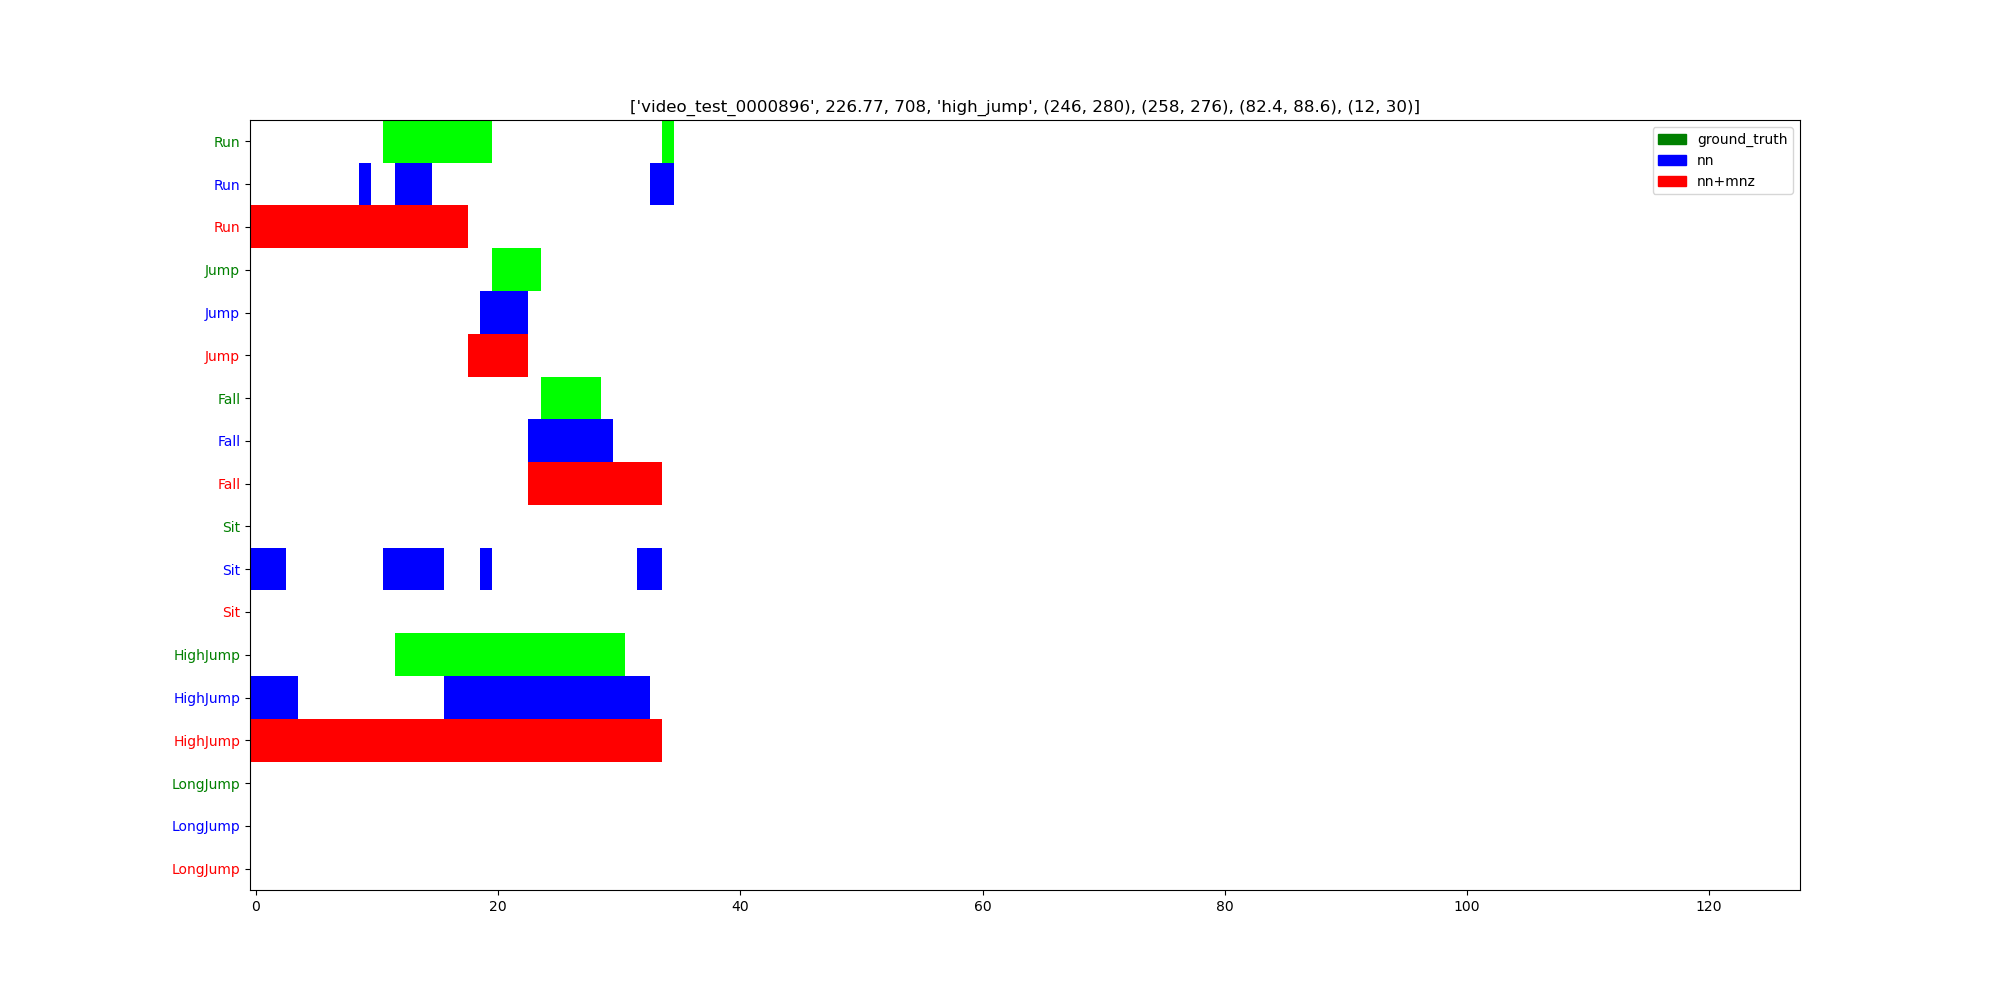 ['video_test_0000896', 226.77, 708, 'high_jump', (246, 280), (258, 276), (82.4, 88.6), (12, 30)]
ground_truth
nn
nn+mnz
Run
Run
Run
Jump
Jump
Jump
Fall
Fall
Fall
Sit
Sit
Sit
HighJump
HighJump
HighJump
LongJump
LongJump
LongJump
0 20 40 60 80 100 120